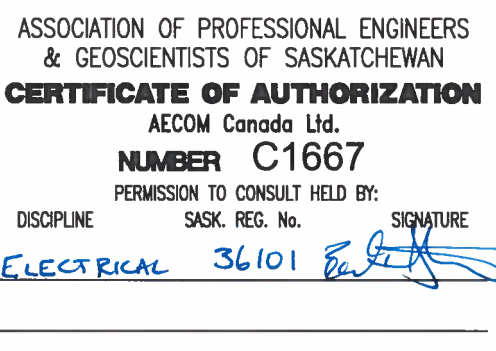 ASSOCIATION OF PROFESSIONAL ENGINEERS
& GEOSCIENTISTS OF SASKATCHEWAN
CERTIFICATE OF AUTHORIZATION
AECOM Canada Ltd.
NUMBER C1667
PERMISSION TO CONSULT HELD BY:
DISCIPLINE SASK. REG. No. SIGNATURE
ELECTRICAL 36101